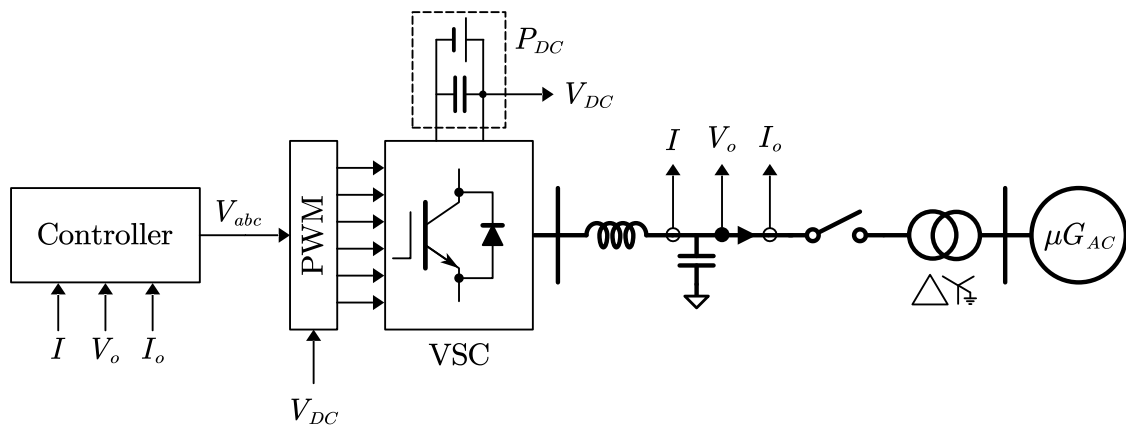 P_DC
V_DC
I V_o I_o
Controller
V_abc
PWM
μG_AC
I V_o I_o
VSC
V_DC